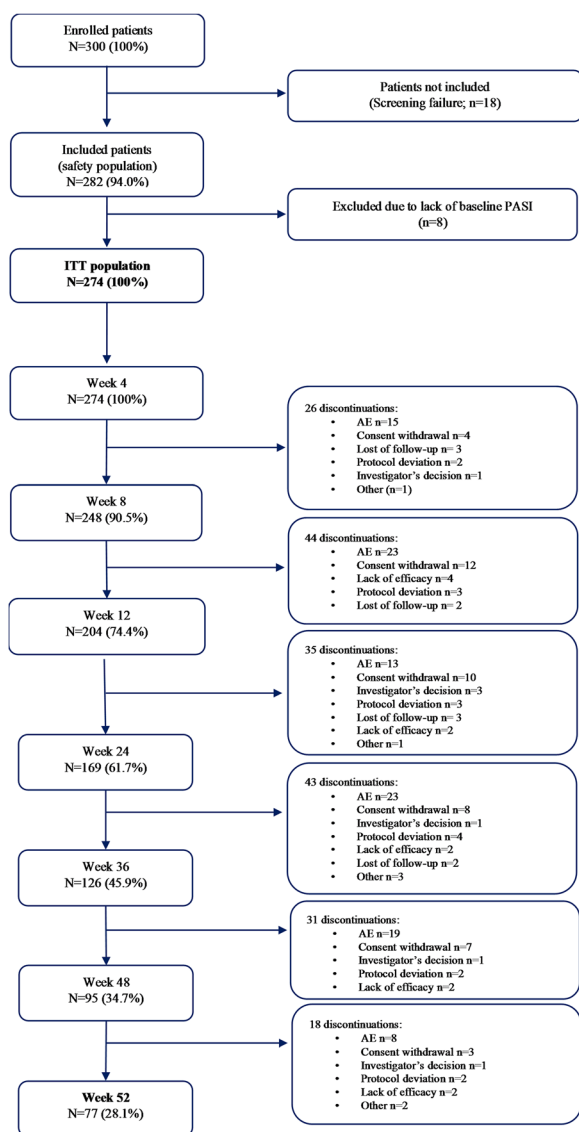 Enrolled patients
N=300 (100%)
Patients not included
(Screening failure; n=18)
Included patients
(safety population)
N=282 (94.0%)
Excluded due to lack of baseline PASI
(n=8)
ITT population
N=274 (100%)
Week 4
N=274 (100%)
26 discontinuations:
• AE n=15
• Consent withdrawal n=4
• Lost of follow-up n= 3
• Protocol deviation n=2
• Investigator’s decision n=1
• Other (n=1)
Week 8
N=248 (90.5%)
44 discontinuations:
• AE n=23
• Consent withdrawal n=12
• Lack of efficacy n=4
• Protocol deviation n=3
• Lost of follow-up n= 2
Week 12
N=204 (74.4%)
35 discontinuations:
• AE n=13
• Consent withdrawal n=10
• Investigator’s decision n=3
• Protocol deviation n=3
• Lost of follow-up n= 3
• Lack of efficacy n=2
• Other n=1
Week 24
N=169 (61.7%)
43 discontinuations:
• AE n=23
• Consent withdrawal n=8
• Investigator’s decision n=1
• Protocol deviation n=4
• Lack of efficacy n=2
• Lost of follow-up n=2
• Other n=3
Week 36
N=126 (45.9%)
31 discontinuations:
• AE n=19
• Consent withdrawal n=7
• Investigator’s decision n=1
• Protocol deviation n=2
• Lack of efficacy n=2
Week 48
N=95 (34.7%)
18 discontinuations:
• AE n=8
• Consent withdrawal n=3
• Investigator’s decision n=1
• Protocol deviation n=2
• Lack of efficacy n=2
• Other n=2
Week 52
N=77 (28.1%)